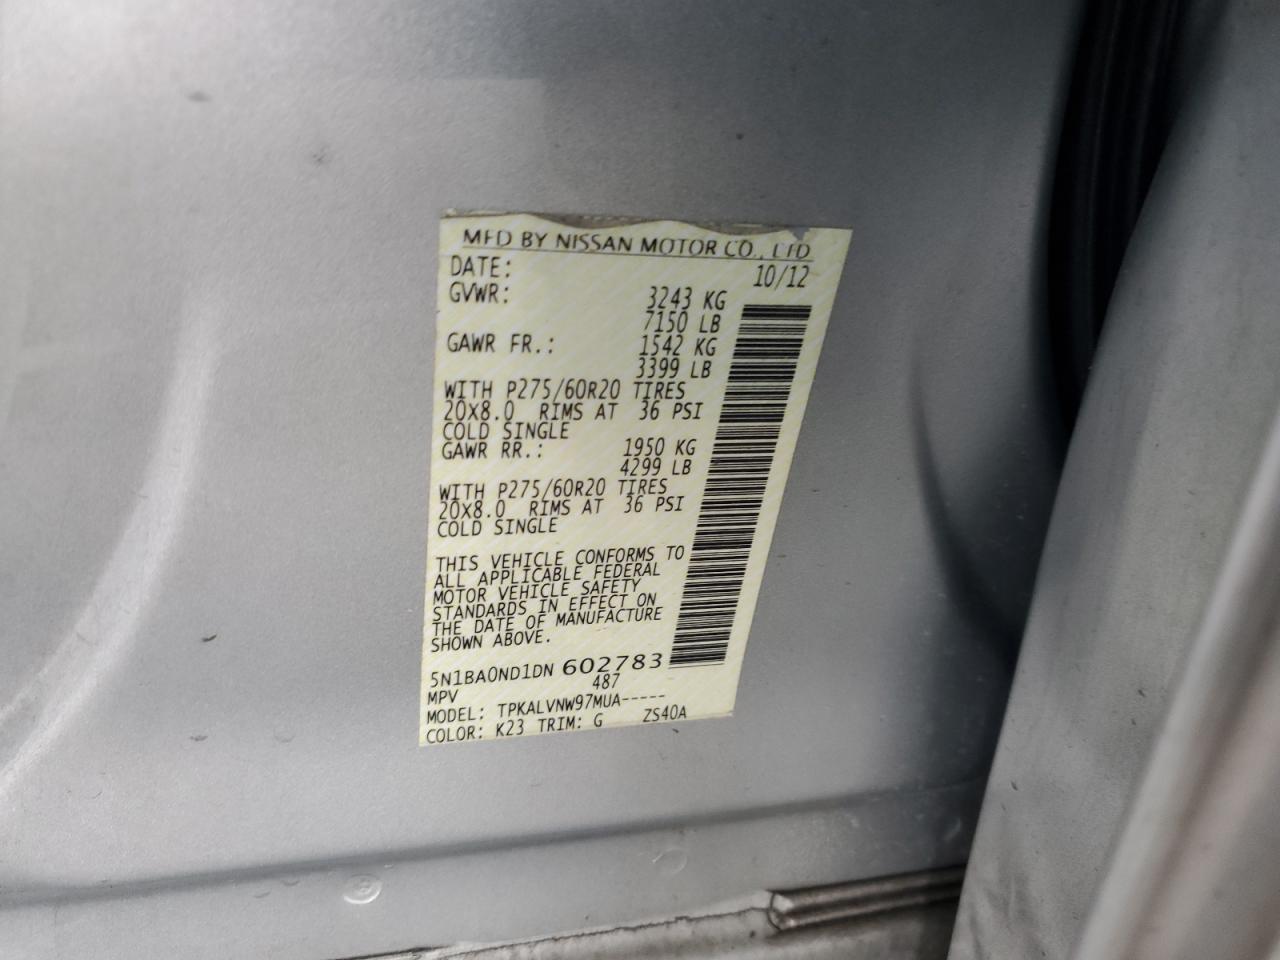 MFD BY NISSAN MOTOR CO., LTD
DATE: 10/12
GVWR: 3243 KG
7150 LB
GAWR FR.: 1542 KG
3399 LB
WITH P275/60R20 TIRES
20X8.0 RIMS AT 36 PSI
COLD SINGLE
GAWR RR.: 1950 KG
4299 LB
WITH P275/60R20 TIRES
20X8.0 RIMS AT 36 PSI
COLD SINGLE
THIS VEHICLE CONFORMS TO
ALL APPLICABLE FEDERAL
MOTOR VEHICLE SAFETY
STANDARDS IN EFFECT ON
THE DATE OF MANUFACTURE
SHOWN ABOVE.
5N1BA0ND1DN 602783
MPV 487
MODEL: TPKALVNW97MUA-----
COLOR: K23 TRIM: G ZS40A